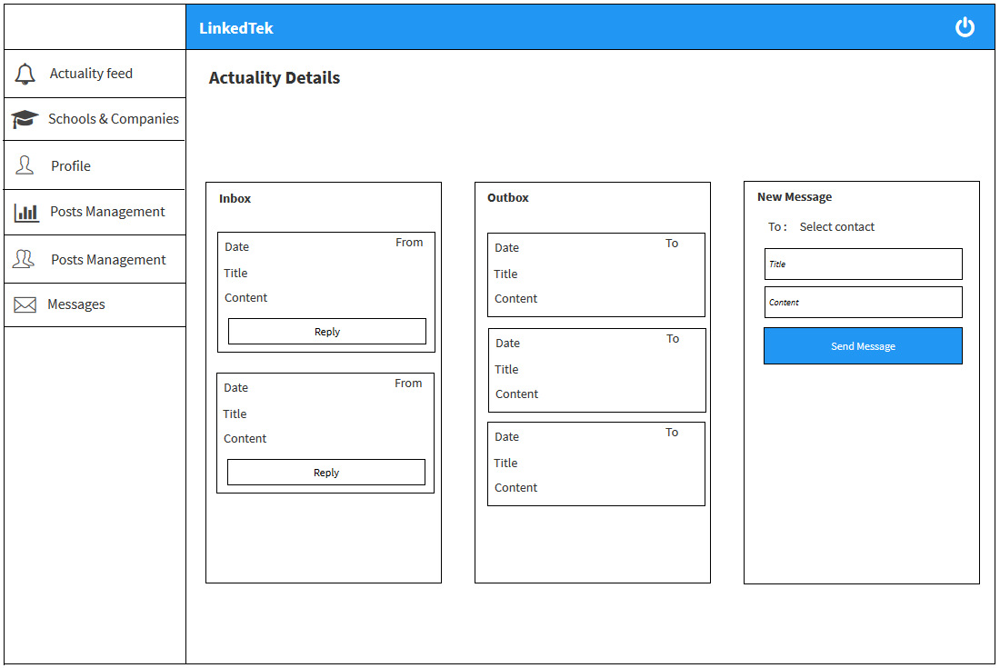 LinkedTek
Actuality feed
Schools & Companies
Profile
Posts Management
Posts Management
Messages
Actuality Details
Inbox
Date
From
Title
Content
Reply
Date
From
Title
Content
Reply
Outbox
Date
To
Title
Content
Date
To
Title
Content
Date
To
Title
Content
New Message
To : Select contact
Title
Content
Send Message